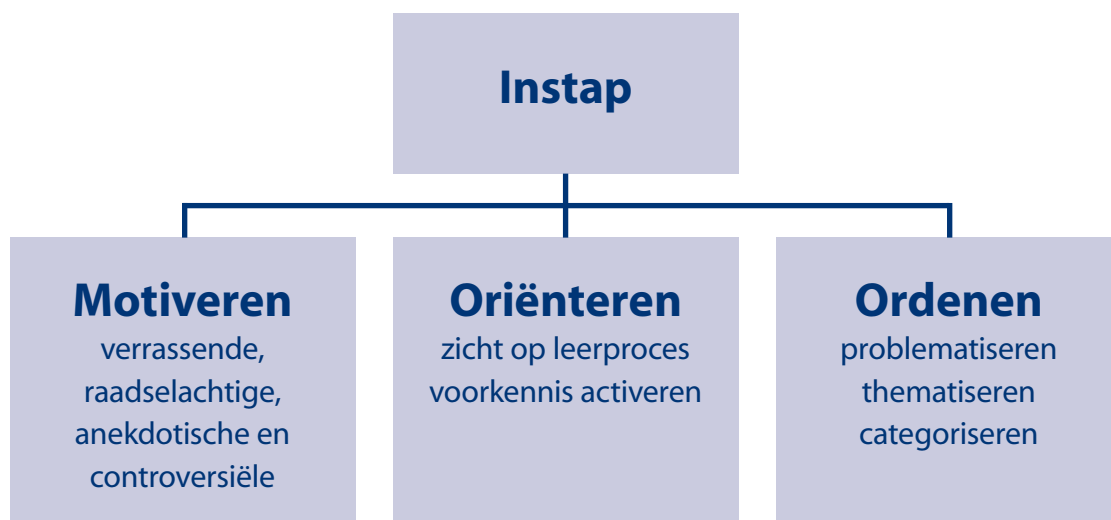 Instap
Motiveren
verrassende,
raadselachtige,
anekdotische en
controversiële
Oriënteren
zicht op leerproces
voorkennis activeren
Ordenen
problematiseren
thematiseren
categoriseren